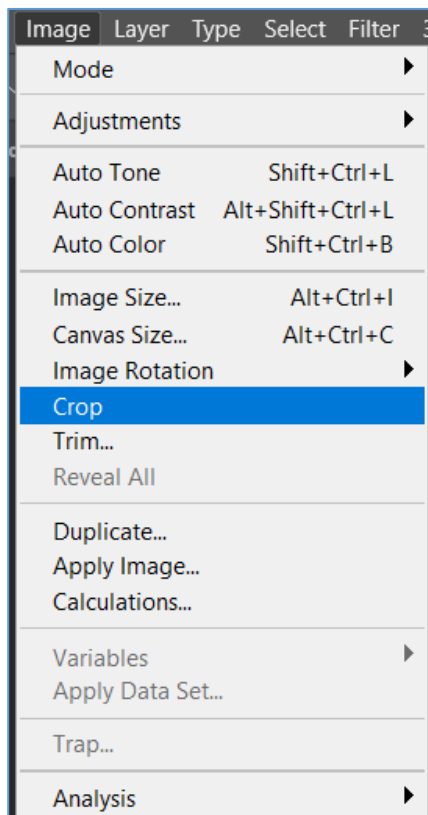 Image Layer Type Select Filter
Mode
Adjustments
Auto Tone Shift+Ctrl+L
Auto Contrast Alt+Shift+Ctrl+L
Auto Color Shift+Ctrl+B
Image Size... Alt+Ctrl+I
Canvas Size... Alt+Ctrl+C
Image Rotation
Crop
Trim...
Reveal All
Duplicate...
Apply Image...
Calculations...
Variables
Apply Data Set...
Trap...
Analysis